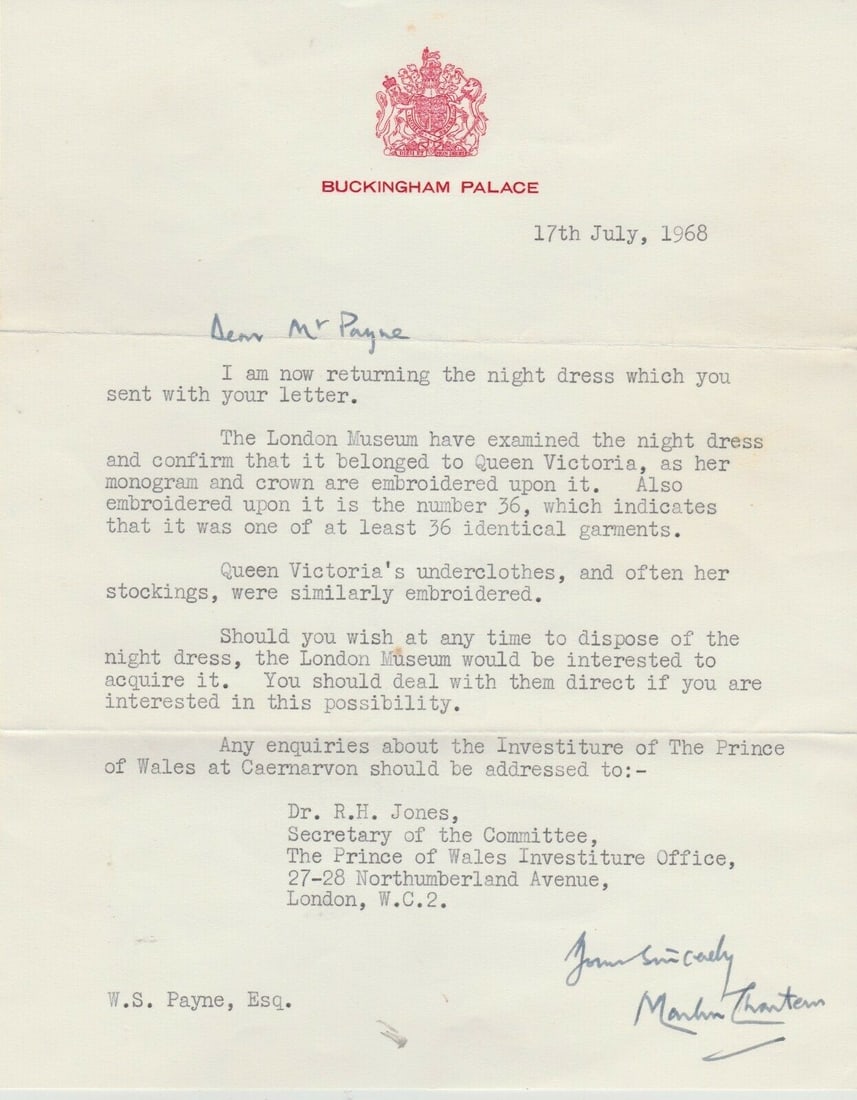 BUCKINGHAM PALACE
17th July, 1968
Dear Mr Payne
I am now returning the night dress which you
sent with your letter.
The London Museum have examined the night dress
and confirm that it belonged to Queen Victoria, as her
monogram and crown are embroidered upon it. Also
embroidered upon it is the number 36, which indicates
that it was one of at least 36 identical garments.
Queen Victoria's underclothes, and often her
stockings, were similarly embroidered.
Should you wish at any time to dispose of the
night dress, the London Museum would be interested to
acquire it. You should deal with them direct if you are
interested in this possibility.
Any enquiries about the Investiture of The Prince
of Wales at Caernarvon should be addressed to:-
Dr. R.H. Jones,
Secretary of the Committee,
The Prince of Wales Investiture Office,
27-28 Northumberland Avenue,
London, W.C.2.
Yours sincerely
Martin Charteris
W.S. Payne, Esq.